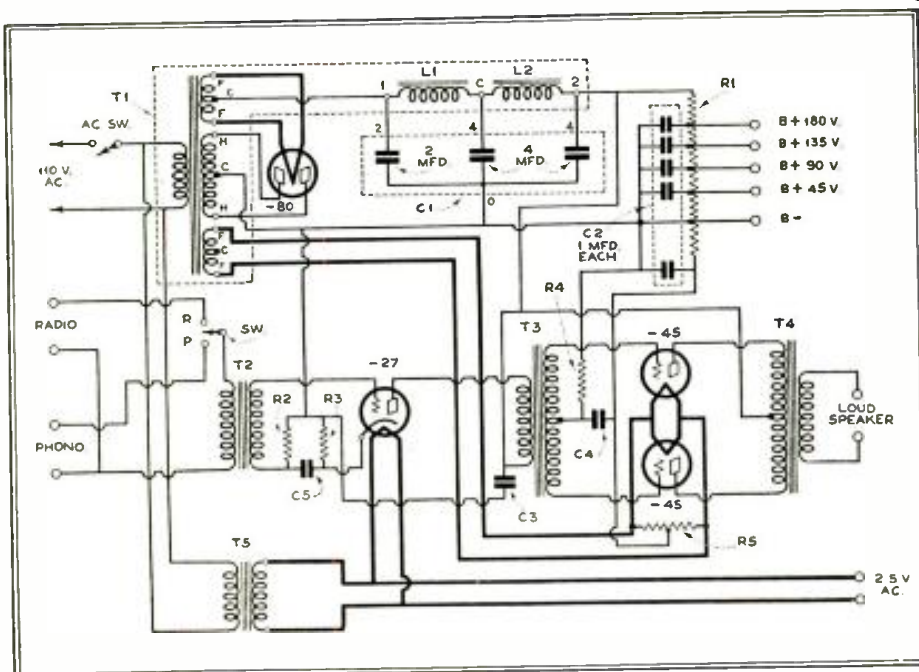 T1
AC SW.
110 V.
AC.
F
C
F
H
C
H
F
C
F
-80
L1
L2
1
C
2
2
4
4
2
MFD.
4
MFD.
0
C1
R1
B+ 180 V.
B+ 135 V.
B+ 90 V.
B+ 45 V.
B-
C2
1 MFD.
EACH
RADIO
R
P
SW
PHONO
T2
R2
R3
C5
-27
T3
R4
C3
C4
-45
-45
R5
T4
LOUD
SPEAKER
T5
2.5 V
AC.